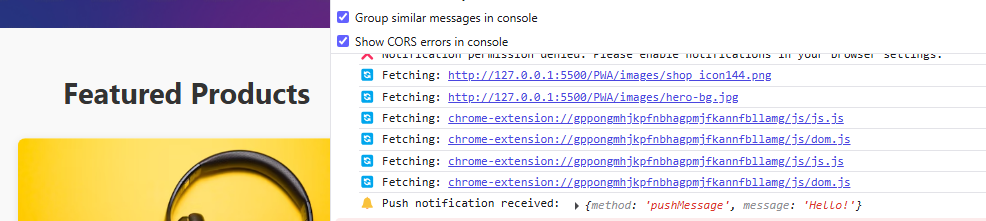 Group similar messages in console
Show CORS errors in console
Notification permission denied. Please enable notifications in your browser settings.
Fetching: http://127.0.0.1:5500/PWA/images/shop_icon144.png
Featured Products
Fetching: http://127.0.0.1:5500/PWA/images/hero-bg.jpg
Fetching: chrome-extension://gppongmhjkpfnbhagpmjfkannfbllamg/js/js.js
Fetching: chrome-extension://gppongmhjkpfnbhagpmjfkannfbllamg/js/dom.js
Fetching: chrome-extension://gppongmhjkpfnbhagpmjfkannfbllamg/js/js.js
Fetching: chrome-extension://gppongmhjkpfnbhagpmjfkannfbllamg/js/dom.js
Push notification received: {method: 'pushMessage', message: 'Hello!'}